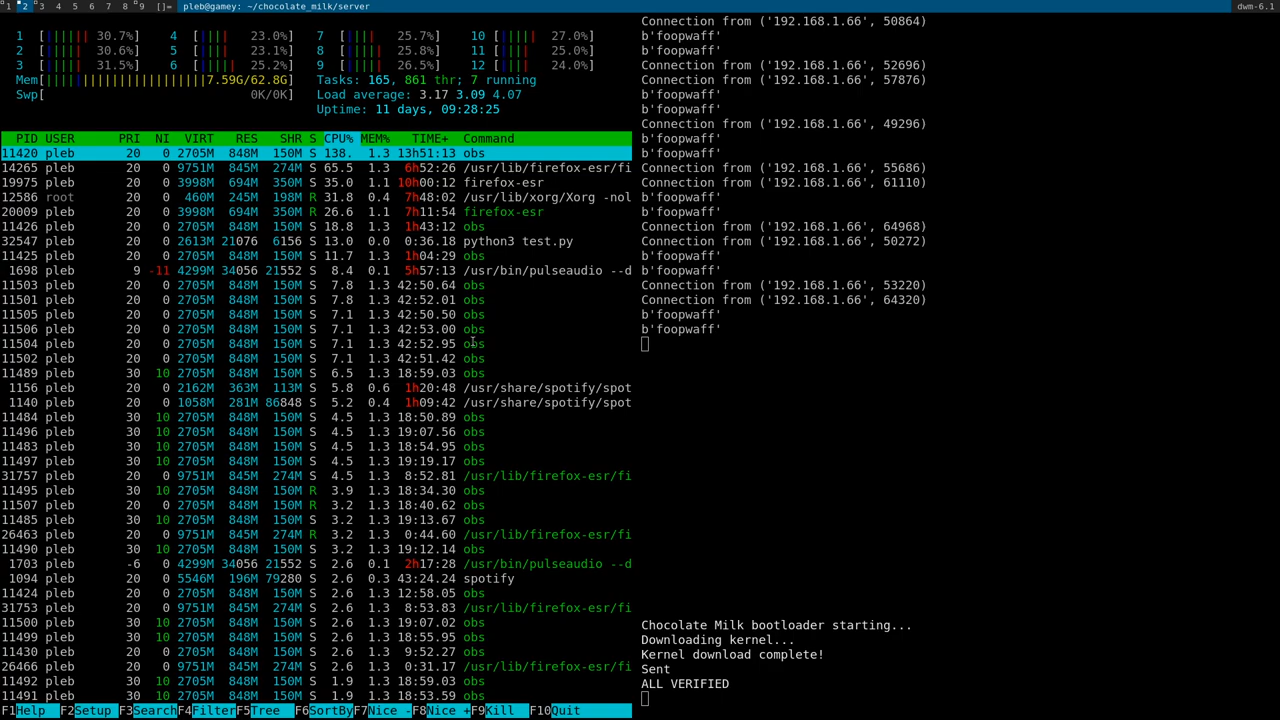 1 2 3 4 5 6 7 8 9 []= pleb@gamey: ~/chocolate_milk/server dwm-6.1
1 [|||||||| 30.7%] 4 [||||| 23.0%] 7 [||||| 25.7%] 10 [|||||| 27.0%]
2 [||||||| 30.6%] 5 [||||| 23.1%] 8 [|||||| 25.8%] 11 [||||| 25.0%]
3 [||||||| 31.5%] 6 [|||||| 25.2%] 9 [|||||| 26.5%] 12 [||||| 24.0%]
Mem[||||||||||||||||||||||||7.59G/62.8G] Tasks: 165, 861 thr; 7 running
Swp[ 0K/0K] Load average: 3.17 3.09 4.07
Uptime: 11 days, 09:28:25
PID USER PRI NI VIRT RES SHR S CPU% MEM% TIME+ Command
11420 pleb 20 0 2705M 848M 150M S 138. 1.3 13h51:13 obs
14265 pleb 20 0 9751M 845M 274M S 65.5 1.3 6h52:26 /usr/lib/firefox-esr/fi
19975 pleb 20 0 3998M 694M 350M S 35.0 1.1 10h00:12 firefox-esr
12586 root 20 0 460M 245M 198M R 31.8 0.4 7h48:02 /usr/lib/xorg/Xorg -nol
20009 pleb 20 0 3998M 694M 350M R 26.6 1.1 7h11:54 firefox-esr
11426 pleb 20 0 2705M 848M 150M S 18.8 1.3 1h43:12 obs
32547 pleb 20 0 2613M 21076 6156 S 13.0 0.0 0:36.18 python3 test.py
11425 pleb 20 0 2705M 848M 150M S 11.7 1.3 1h04:29 obs
1698 pleb 9 -11 4299M 34056 21552 S 8.4 0.1 5h57:13 /usr/bin/pulseaudio --d
11503 pleb 20 0 2705M 848M 150M S 7.8 1.3 42:50.64 obs
11501 pleb 20 0 2705M 848M 150M S 7.8 1.3 42:52.01 obs
11505 pleb 20 0 2705M 848M 150M S 7.1 1.3 42:50.50 obs
11506 pleb 20 0 2705M 848M 150M S 7.1 1.3 42:53.00 obs
11504 pleb 20 0 2705M 848M 150M S 7.1 1.3 42:52.95 obs
11502 pleb 20 0 2705M 848M 150M S 7.1 1.3 42:51.42 obs
11489 pleb 30 10 2705M 848M 150M S 6.5 1.3 18:59.03 obs
1156 pleb 20 0 2162M 363M 113M S 5.8 0.6 1h20:48 /usr/share/spotify/spot
1140 pleb 20 0 1058M 281M 86848 S 5.2 0.4 1h09:42 /usr/share/spotify/spot
11484 pleb 30 10 2705M 848M 150M S 4.5 1.3 18:50.89 obs
11496 pleb 30 10 2705M 848M 150M S 4.5 1.3 19:07.56 obs
11483 pleb 30 10 2705M 848M 150M S 4.5 1.3 18:54.95 obs
11497 pleb 30 10 2705M 848M 150M S 4.5 1.3 19:19.17 obs
31757 pleb 20 0 9751M 845M 274M S 4.5 1.3 8:52.81 /usr/lib/firefox-esr/fi
11495 pleb 30 10 2705M 848M 150M R 3.9 1.3 18:34.30 obs
11507 pleb 20 0 2705M 848M 150M R 3.2 1.3 18:40.62 obs
11485 pleb 30 10 2705M 848M 150M S 3.2 1.3 19:13.67 obs
26463 pleb 20 0 9751M 845M 274M R 3.2 1.3 0:44.60 /usr/lib/firefox-esr/fi
11490 pleb 30 10 2705M 848M 150M S 3.2 1.3 19:12.14 obs
1703 pleb -6 0 4299M 34056 21552 S 2.6 0.1 2h17:28 /usr/bin/pulseaudio --d
1094 pleb 20 0 5546M 196M 79280 S 2.6 0.3 43:24.24 spotify
11424 pleb 20 0 2705M 848M 150M S 2.6 1.3 12:58.05 obs
31753 pleb 20 0 9751M 845M 274M S 2.6 1.3 8:53.83 /usr/lib/firefox-esr/fi
11500 pleb 30 10 2705M 848M 150M S 2.6 1.3 19:07.02 obs
11499 pleb 30 10 2705M 848M 150M S 2.6 1.3 18:55.95 obs
11430 pleb 20 0 2705M 848M 150M S 2.6 1.3 9:52.27 obs
26466 pleb 20 0 9751M 845M 274M S 2.6 1.3 0:31.17 /usr/lib/firefox-esr/fi
11492 pleb 30 10 2705M 848M 150M S 1.9 1.3 18:59.03 obs
11491 pleb 30 10 2705M 848M 150M S 1.9 1.3 18:53.59 obs
F1Help F2Setup F3SearchF4FilterF5Tree F6SortByF7Nice -F8Nice +F9Kill F10Quit
Connection from ('192.168.1.66', 50864)
b'foopwaff'
b'foopwaff'
Connection from ('192.168.1.66', 52696)
Connection from ('192.168.1.66', 57876)
b'foopwaff'
b'foopwaff'
Connection from ('192.168.1.66', 49296)
b'foopwaff'
b'foopwaff'
Connection from ('192.168.1.66', 55686)
Connection from ('192.168.1.66', 61110)
b'foopwaff'
b'foopwaff'
Connection from ('192.168.1.66', 64968)
Connection from ('192.168.1.66', 50272)
b'foopwaff'
b'foopwaff'
Connection from ('192.168.1.66', 53220)
Connection from ('192.168.1.66', 64320)
b'foopwaff'
b'foopwaff'
Chocolate Milk bootloader starting...
Downloading kernel...
Kernel download complete!
Sent
ALL VERIFIED